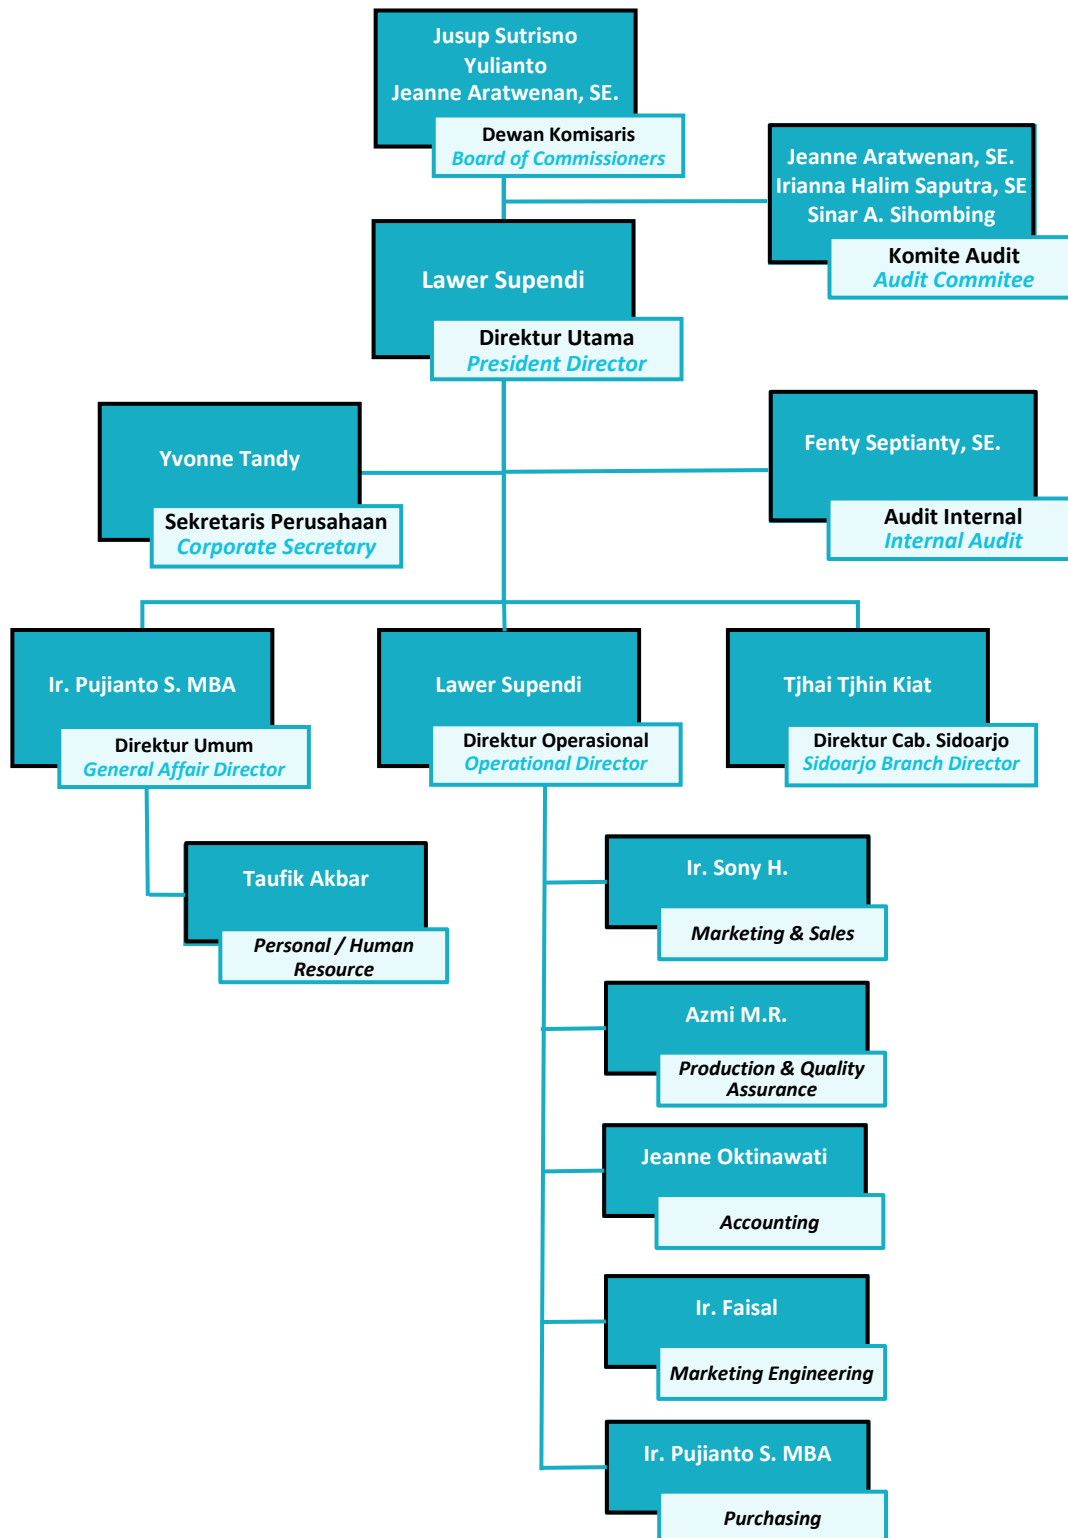 Jusup Sutrisno
Yulianto
Jeanne Aratwenan, SE.
Dewan Komisaris
Board of Commissioners
Jeanne Aratwenan, SE.
Irianna Halim Saputra, SE
Sinar A. Sihombing
Komite Audit
Audit Commitee
Lawer Supendi
Direktur Utama
President Director
Yvonne Tandy
Sekretaris Perusahaan
Corporate Secretary
Fenty Septianty, SE.
Audit Internal
Internal Audit
Ir. Pujianto S. MBA
Direktur Umum
General Affair Director
Lawer Supendi
Direktur Operasional
Operational Director
Tjhai Tjhin Kiat
Direktur Cab. Sidoarjo
Sidoarjo Branch Director
Taufik Akbar
Personal / Human
Resource
Ir. Sony H.
Marketing & Sales
Azmi M.R.
Production & Quality
Assurance
Jeanne Oktinawati
Accounting
Ir. Faisal
Marketing Engineering
Ir. Pujianto S. MBA
Purchasing